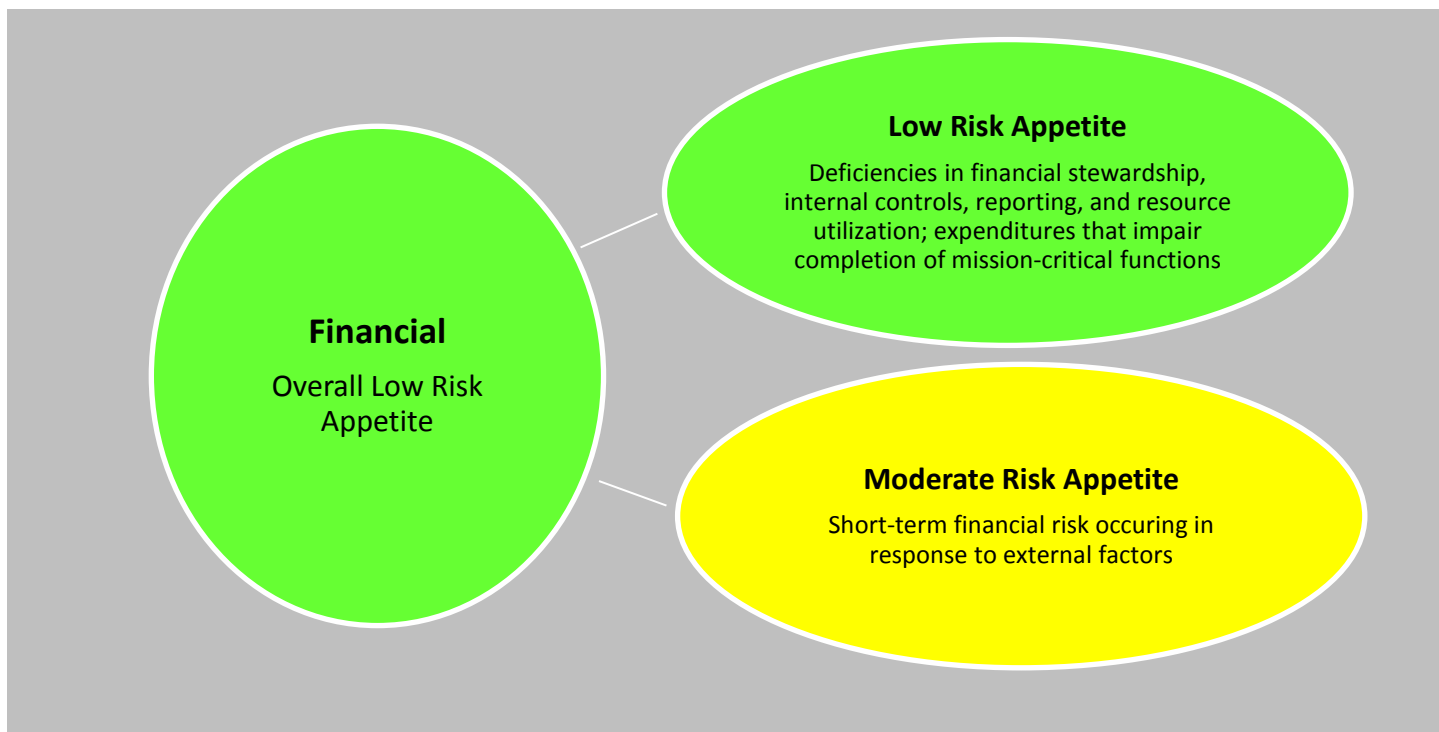 Financial
Overall Low Risk
Appetite
Low Risk Appetite
Deficiencies in financial stewardship,
internal controls, reporting, and resource
utilization; expenditures that impair
completion of mission-critical functions
Moderate Risk Appetite
Short-term financial risk occuring in
response to external factors